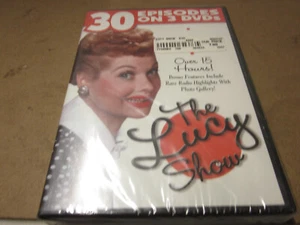 30 EPISODES
ON 3 DVDs
Over 15
Hours!
Bonus Features Include
Rare Radio Highlights With
Photo Gallery!
The
Lucy
Show